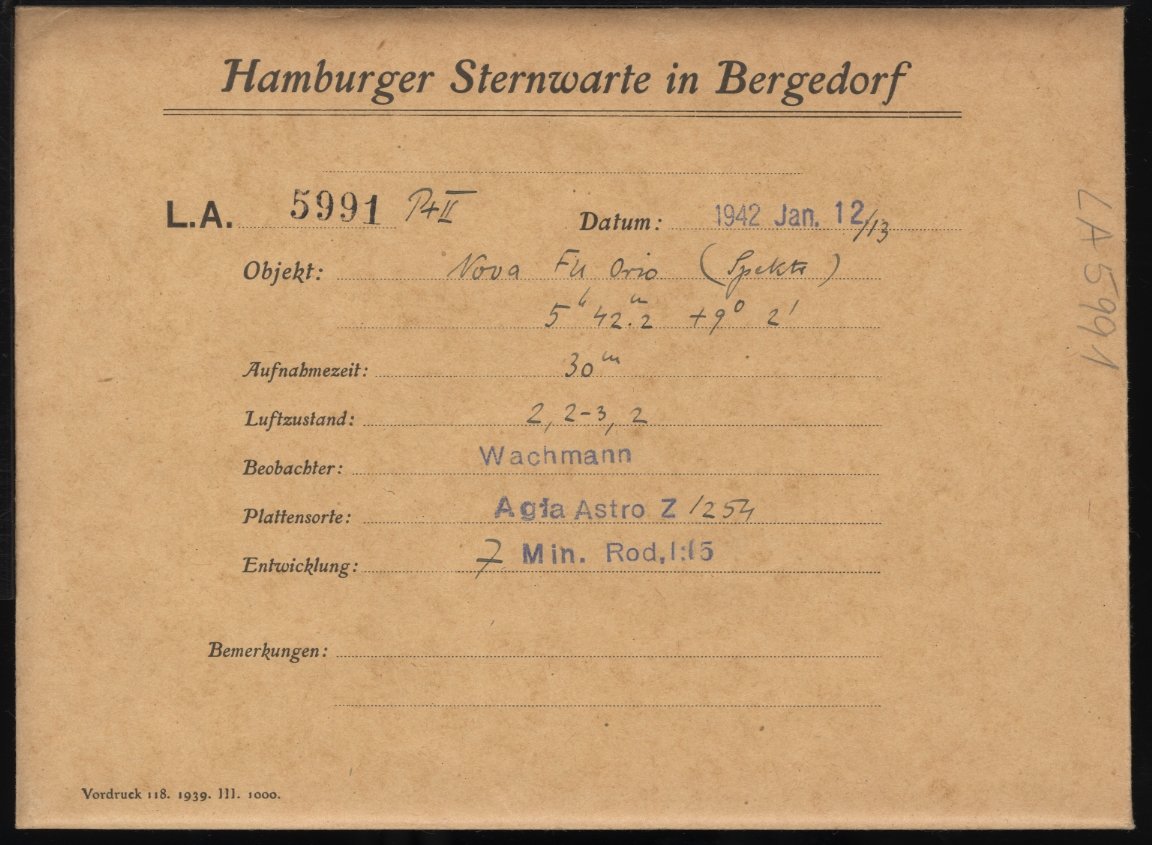 Hamburger Sternwarte in Bergedorf
L.A. 5991 P+II
Datum: 1942 Jan. 12/13
Objekt: Nova FU Orio (Spektr)
5h 42m.2 +9° 2'
Aufnahmezeit: 30m
Luftzustand: 2, 2-3, 2
Beobachter: Wachmann
Plattensorte: Agfa Astro Z 1254
Entwicklung: 7 Min. Rod, 1:15
Bemerkungen:
Vordruck 118. 1939. III. 1000.
LA 5991